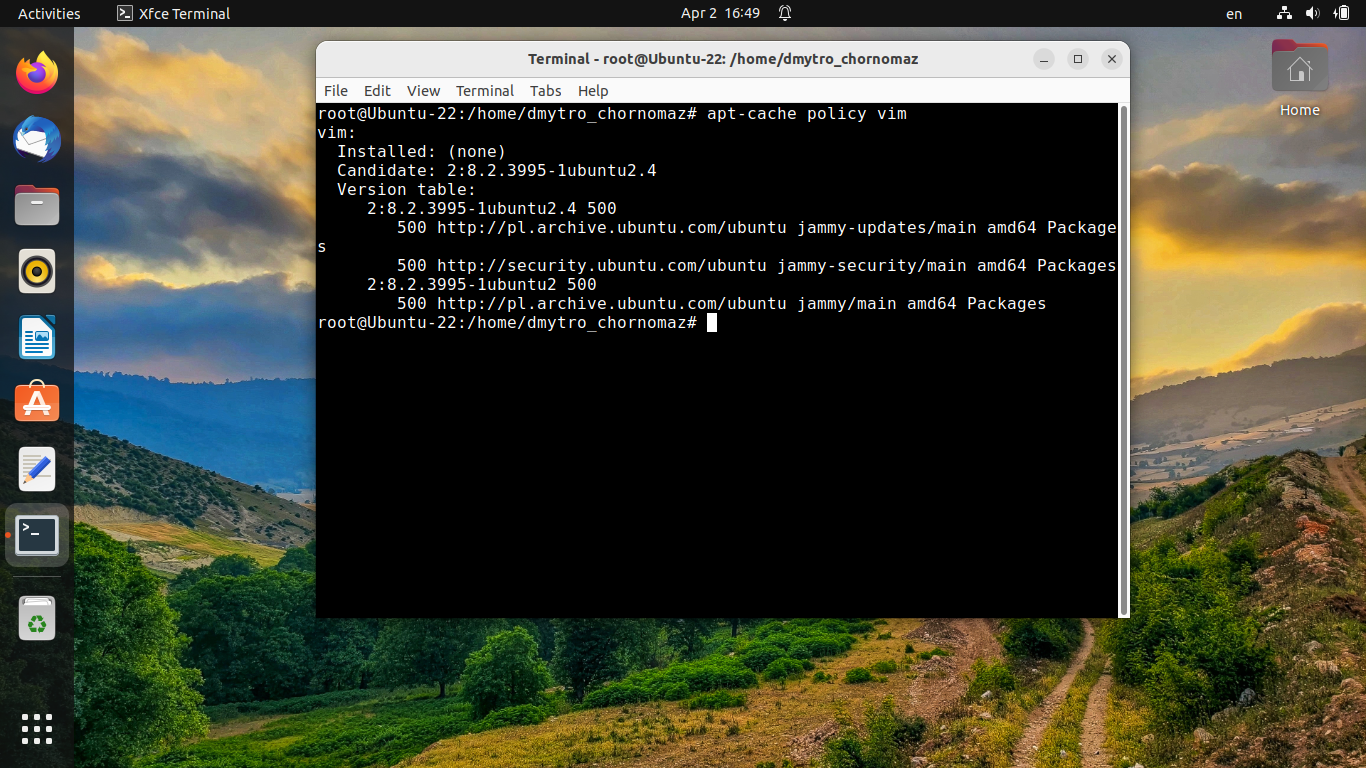 Activities
Xfce Terminal
Apr 2 16:49
en
Terminal - root@Ubuntu-22: /home/dmytro_chornomaz
File Edit View Terminal Tabs Help
root@Ubuntu-22:/home/dmytro_chornomaz# apt-cache policy vim
vim:
  Installed: (none)
  Candidate: 2:8.2.3995-1ubuntu2.4
  Version table:
     2:8.2.3995-1ubuntu2.4 500
        500 http://pl.archive.ubuntu.com/ubuntu jammy-updates/main amd64 Package
s
        500 http://security.ubuntu.com/ubuntu jammy-security/main amd64 Packages
     2:8.2.3995-1ubuntu2 500
        500 http://pl.archive.ubuntu.com/ubuntu jammy/main amd64 Packages
root@Ubuntu-22:/home/dmytro_chornomaz#
Home